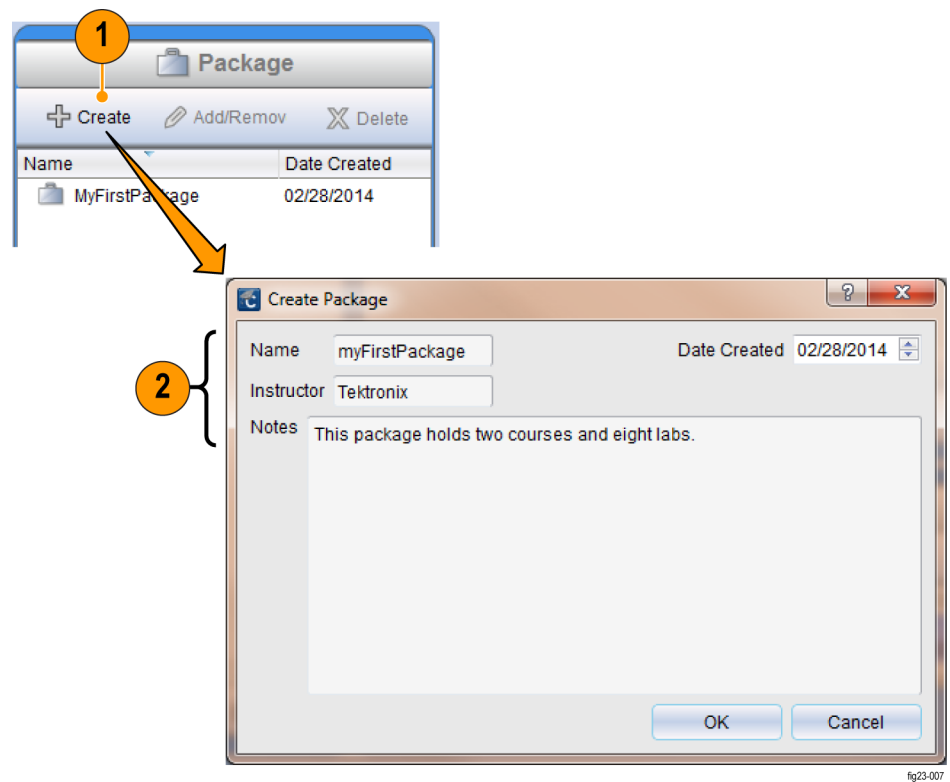 1
Package
Create Add/Remov Delete
Name Date Created
MyFirstPackage 02/28/2014
Create Package ? X
2
Name myFirstPackage Date Created 02/28/2014
Instructor Tektronix
Notes This package holds two courses and eight labs.
OK Cancel
fig23-007